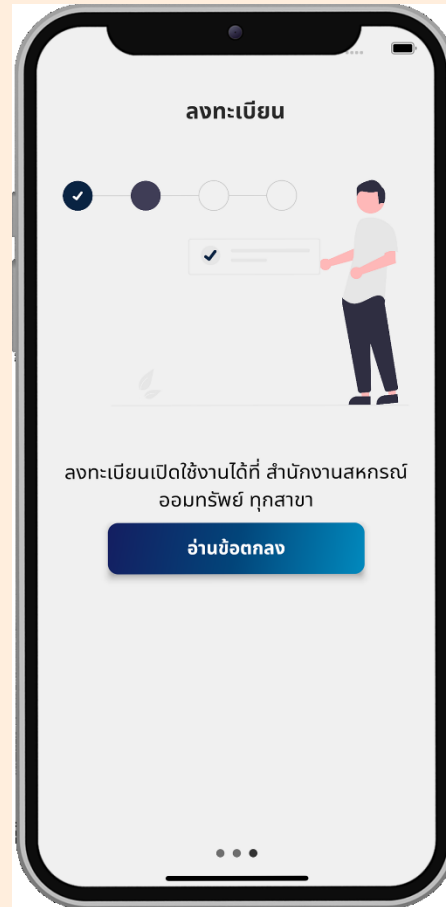 ลงทะเบียน
ลงทะเบียนเปิดใช้งานได้ที่ สำนักงานสหกรณ์
ออมทรัพย์ ทุกสาขา
อ่านข้อตกลง